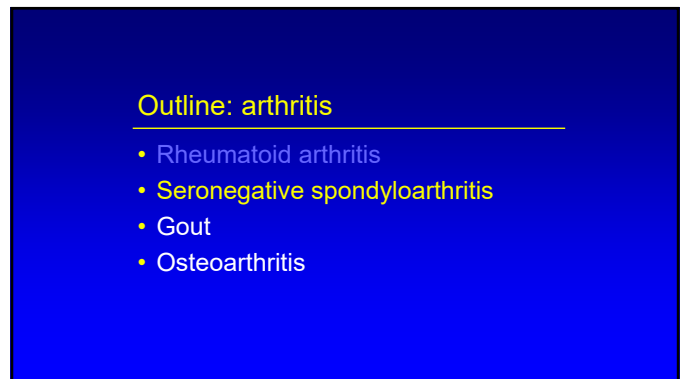 Outline: arthritis
• Rheumatoid arthritis
• Seronegative spondyloarthritis
• Gout
• Osteoarthritis